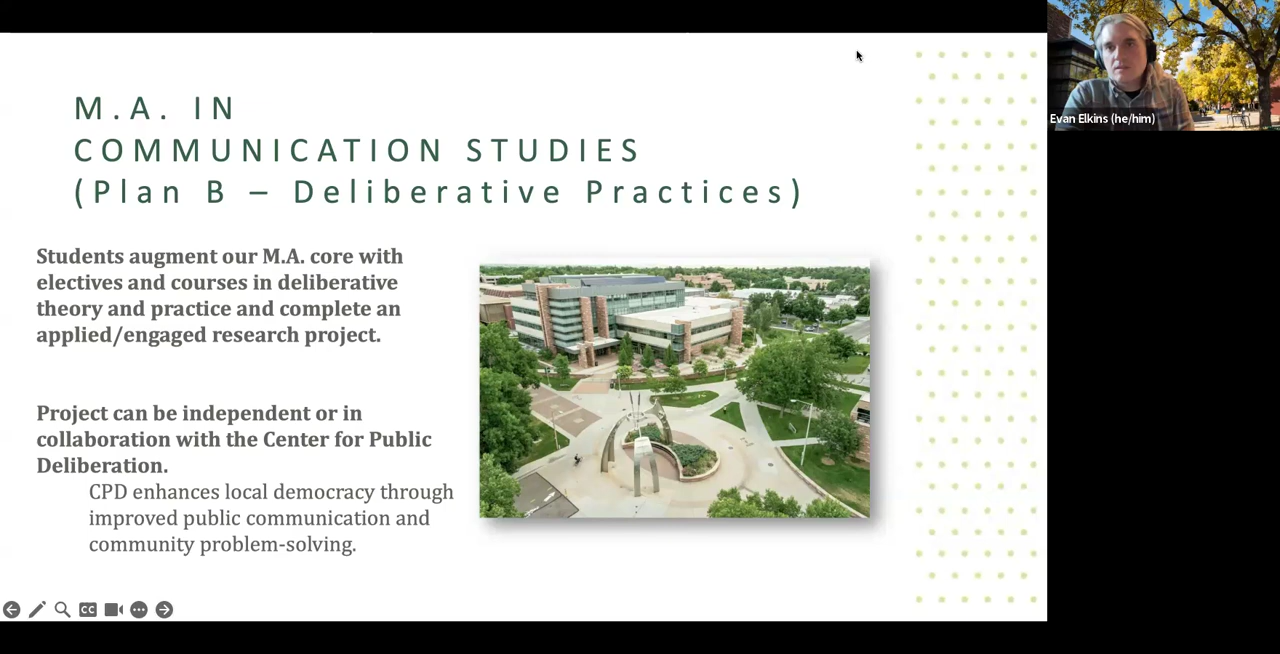 M.A. IN
COMMUNICATION STUDIES
(Plan B – Deliberative Practices)
Students augment our M.A. core with
electives and courses in deliberative
theory and practice and complete an
applied/engaged research project.
Project can be independent or in
collaboration with the Center for Public
Deliberation.
CPD enhances local democracy through
improved public communication and
community problem-solving.
CC
Evan Elkins (he/him)